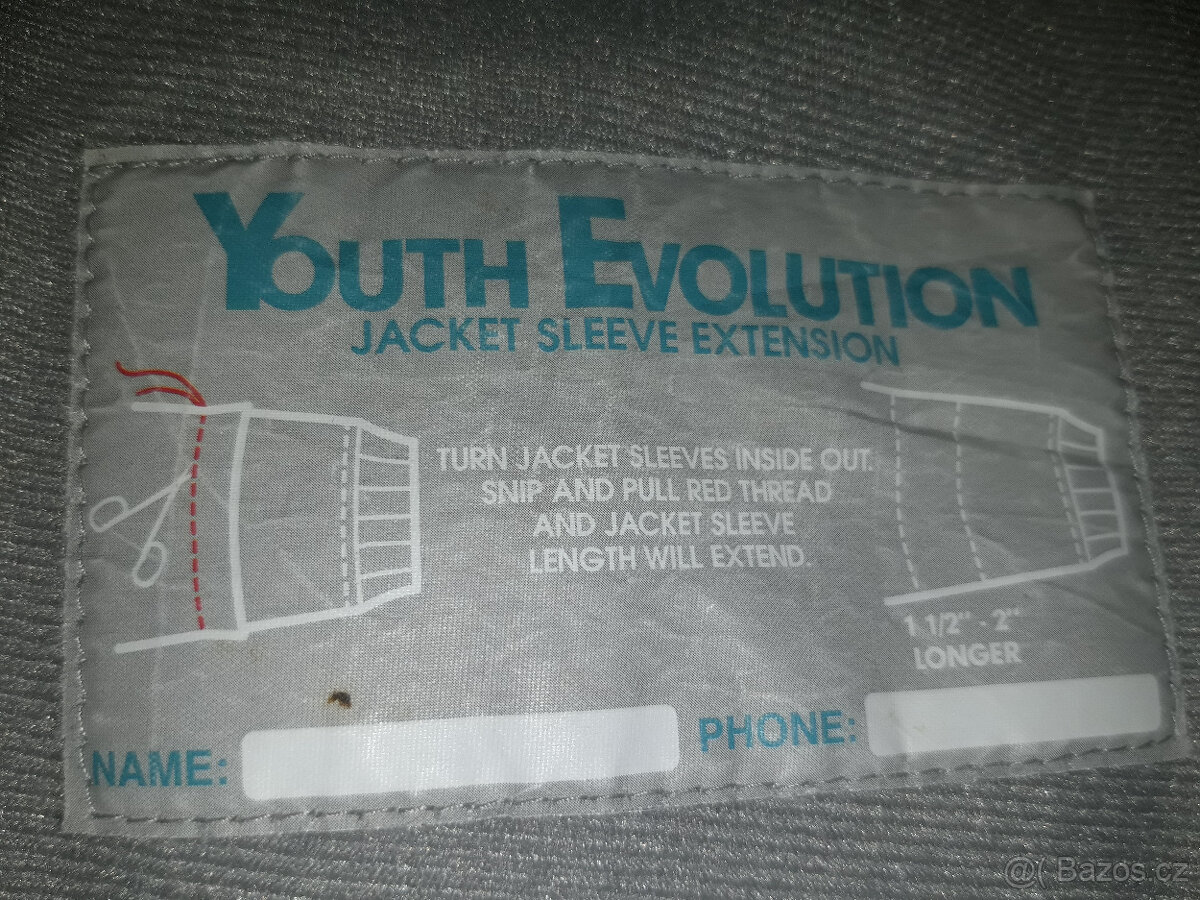 YOUTH EVOLUTION
JACKET SLEEVE EXTENSION
TURN JACKET SLEEVES INSIDE OUT.
SNIP AND PULL RED THREAD
AND JACKET SLEEVE
LENGTH WILL EXTEND.
1 1/2" - 2"
LONGER
NAME:
PHONE:
@( Bazos.cz